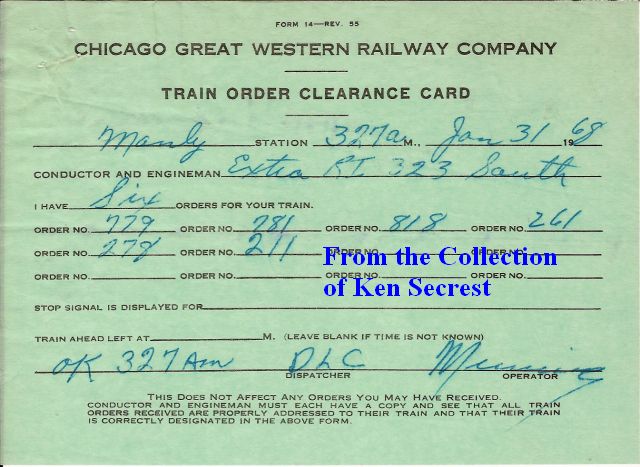 FORM 14—REV. 55
CHICAGO GREAT WESTERN RAILWAY COMPANY
TRAIN ORDER CLEARANCE CARD
Manly STATION 327a M., Jan 31 1968
CONDUCTOR AND ENGINEMAN Extra RI 323 South
I HAVE Six ORDERS FOR YOUR TRAIN.
ORDER NO. 779 ORDER NO. 781 ORDER NO. 818 ORDER NO. 261
ORDER NO. 278 ORDER NO. 211 ORDER NO. ORDER NO.
ORDER NO. ORDER NO. ORDER NO. ORDER NO.
From the Collection
of Ken Secrest
STOP SIGNAL IS DISPLAYED FOR
TRAIN AHEAD LEFT AT M. (LEAVE BLANK IF TIME IS NOT KNOWN)
OK 327 Am DLC
DISPATCHER OPERATOR
THIS DOES NOT AFFECT ANY ORDERS YOU MAY HAVE RECEIVED.
CONDUCTOR AND ENGINEMAN MUST EACH HAVE A COPY AND SEE THAT ALL TRAIN
ORDERS RECEIVED ARE PROPERLY ADDRESSED TO THEIR TRAIN AND THAT THEIR TRAIN
IS CORRECTLY DESIGNATED IN THE ABOVE FORM.